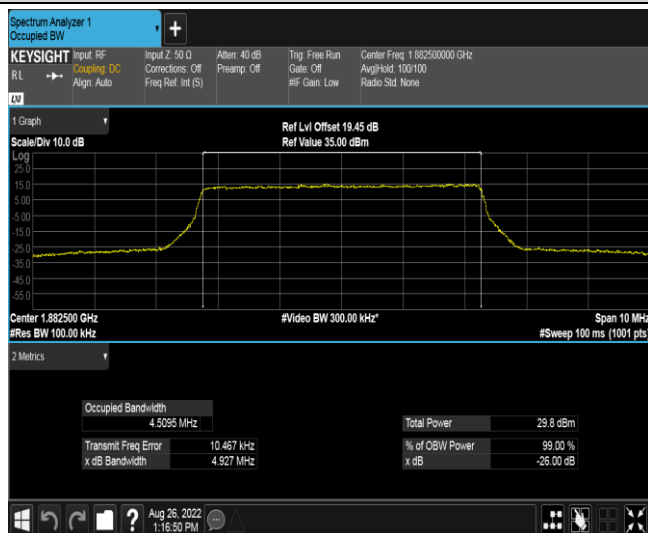 Spectrum Analyzer 1
Occupied BW
+
KEYSIGHT Input: RF Input Z: 50 Ω Atten: 40 dB Trig: Free Run Center Freq: 1.882500000 GHz
RL Coupling: DC Corrections: Off Preamp: Off Gate: Off Avg|Hold: 100/100
Align: Auto Freq Ref: Int (S) #IF Gain: Low Radio Std: None
LXI
1 Graph
Ref Lvl Offset 19.45 dB
Scale/Div 10.0 dB Ref Value 35.00 dBm
Log
25.0
15.0
5.00
-5.00
-15.0
-25.0
-35.0
-45.0
-55.0
Center 1.882500 GHz #Video BW 300.00 kHz* Span 10 MHz
#Res BW 100.00 kHz #Sweep 100 ms (1001 pts)
2 Metrics
Occupied Bandwidth
4.5095 MHz Total Power 29.8 dBm
Transmit Freq Error 10.467 kHz % of OBW Power 99.00 %
x dB Bandwidth 4.927 MHz x dB -26.00 dB
? Aug 26, 2022
1:16:50 PM